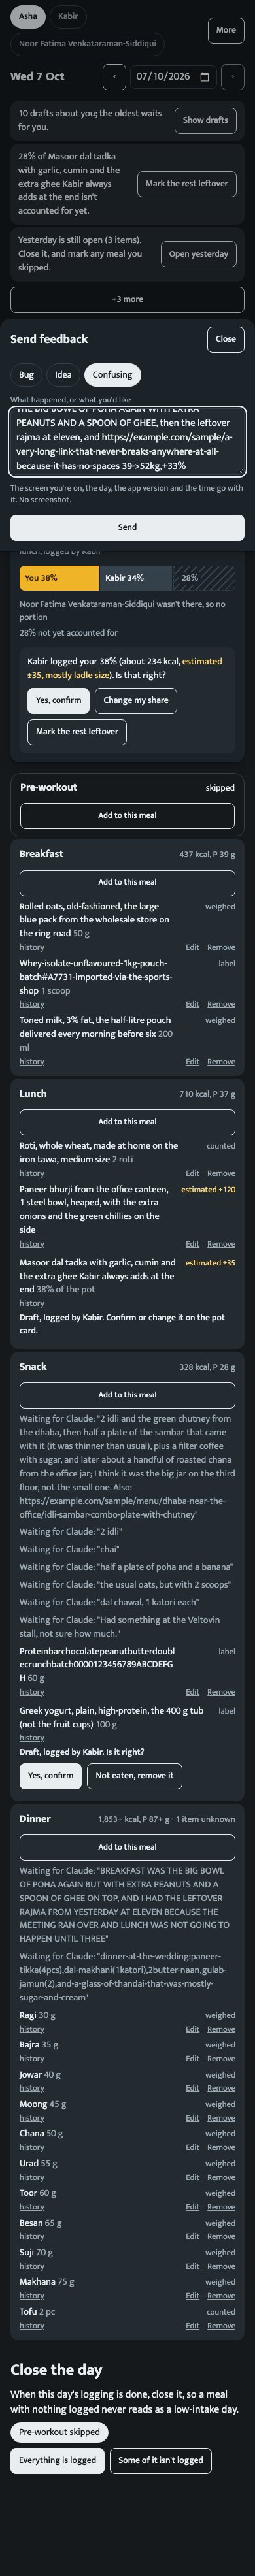 Asha
Kabir
Noor Fatima Venkataraman-Siddiqui
More
Wed 7 Oct
‹
07/10/2026
›
10 drafts about you; the oldest waits
for you.
Show drafts
28% of Masoor dal tadka
with garlic, cumin and the
extra ghee Kabir always
adds at the end isn't
accounted for yet.
Mark the rest leftover
Yesterday is still open (3 items).
Close it, and mark any meal you
skipped.
Open yesterday
+3 more
Send feedback
Close
Bug
Idea
Confusing
What happened, or what you'd like
THE BIG BOWL OF POHA AGAIN WITH EXTRA
PEANUTS AND A SPOON OF GHEE, then the leftover
rajma at eleven, and https://example.com/sample/a-
very-long-link-that-never-breaks-anywhere-at-all-
because-it-has-no-spaces 39->52kg,+33%
The screen you're on, the day, the app version and the time go with
it. No screenshot.
Send
lunch, logged by Kabir
You 38%
Kabir 34%
28%
Noor Fatima Venkataraman-Siddiqui wasn't there, so no
portion
28% not yet accounted for
Kabir logged your 38% (about 234 kcal, estimated
±35, mostly ladle size). Is that right?
Yes, confirm
Change my share
Mark the rest leftover
Pre-workout
skipped
Add to this meal
Breakfast
437 kcal, P 39 g
Add to this meal
Rolled oats, old-fashioned, the large
blue pack from the wholesale store on
the ring road 50 g
weighed
history
Edit
Remove
Whey-isolate-unflavoured-1kg-pouch-
batch#A7731-imported-via-the-sports-
shop 1 scoop
label
history
Edit
Remove
Toned milk, 3% fat, the half-litre pouch
delivered every morning before six 200
ml
weighed
history
Edit
Remove
Lunch
710 kcal, P 37 g
Add to this meal
Roti, whole wheat, made at home on the
iron tawa, medium size 2 roti
counted
history
Edit
Remove
Paneer bhurji from the office canteen,
1 steel bowl, heaped, with the extra
onions and the green chillies on the
side
estimated ±120
history
Edit
Remove
Masoor dal tadka with garlic, cumin and
the extra ghee Kabir always adds at the
end 38% of the pot
estimated ±35
history
Draft, logged by Kabir. Confirm or change it on the pot
card.
Snack
328 kcal, P 28 g
Add to this meal
Waiting for Claude: "2 idli and the green chutney from
the dhaba, then half a plate of the sambar that came
with it (it was thinner than usual), plus a filter coffee
with sugar, and later about a handful of roasted chana
from the office jar; I think it was the big jar on the third
floor, not the small one. Also:
https://example.com/sample/menu/dhaba-near-the-
office/idli-sambar-combo-plate-with-chutney"
Waiting for Claude: "2 idli"
Waiting for Claude: "chai"
Waiting for Claude: "half a plate of poha and a banana"
Waiting for Claude: "the usual oats, but with 2 scoops"
Waiting for Claude: "dal chawal, 1 katori each"
Waiting for Claude: "Had something at the Veltovin
stall, not sure how much."
Proteinbarchocolatepeanutbutterdoubl
ecrunchbatch0000123456789ABCDEFG
H 60 g
label
history
Edit
Remove
Greek yogurt, plain, high-protein, the 400 g tub
(not the fruit cups) 100 g
label
history
Draft, logged by Kabir. Is it right?
Yes, confirm
Not eaten, remove it
Dinner
1,853+ kcal, P 87+ g · 1 item unknown
Add to this meal
Waiting for Claude: "BREAKFAST WAS THE BIG BOWL
OF POHA AGAIN BUT WITH EXTRA PEANUTS AND A
SPOON OF GHEE ON TOP, AND I HAD THE LEFTOVER
RAJMA FROM YESTERDAY AT ELEVEN BECAUSE THE
MEETING RAN OVER AND LUNCH WAS NOT GOING TO
HAPPEN UNTIL THREE"
Waiting for Claude: "dinner-at-the-wedding:paneer-
tikka(4pcs),dal-makhani(1katori),2butter-naan,gulab-
jamun(2),and-a-glass-of-thandai-that-was-mostly-
sugar-and-cream"
Ragi 30 g
weighed
history
Edit
Remove
Bajra 35 g
weighed
history
Edit
Remove
Jowar 40 g
weighed
history
Edit
Remove
Moong 45 g
weighed
history
Edit
Remove
Chana 50 g
weighed
history
Edit
Remove
Urad 55 g
weighed
history
Edit
Remove
Toor 60 g
weighed
history
Edit
Remove
Besan 65 g
weighed
history
Edit
Remove
Suji 70 g
weighed
history
Edit
Remove
Makhana 75 g
weighed
history
Edit
Remove
Tofu 2 pc
counted
history
Edit
Remove
Close the day
When this day's logging is done, close it, so a meal
with nothing logged never reads as a low-intake day.
Pre-workout skipped
Everything is logged
Some of it isn't logged